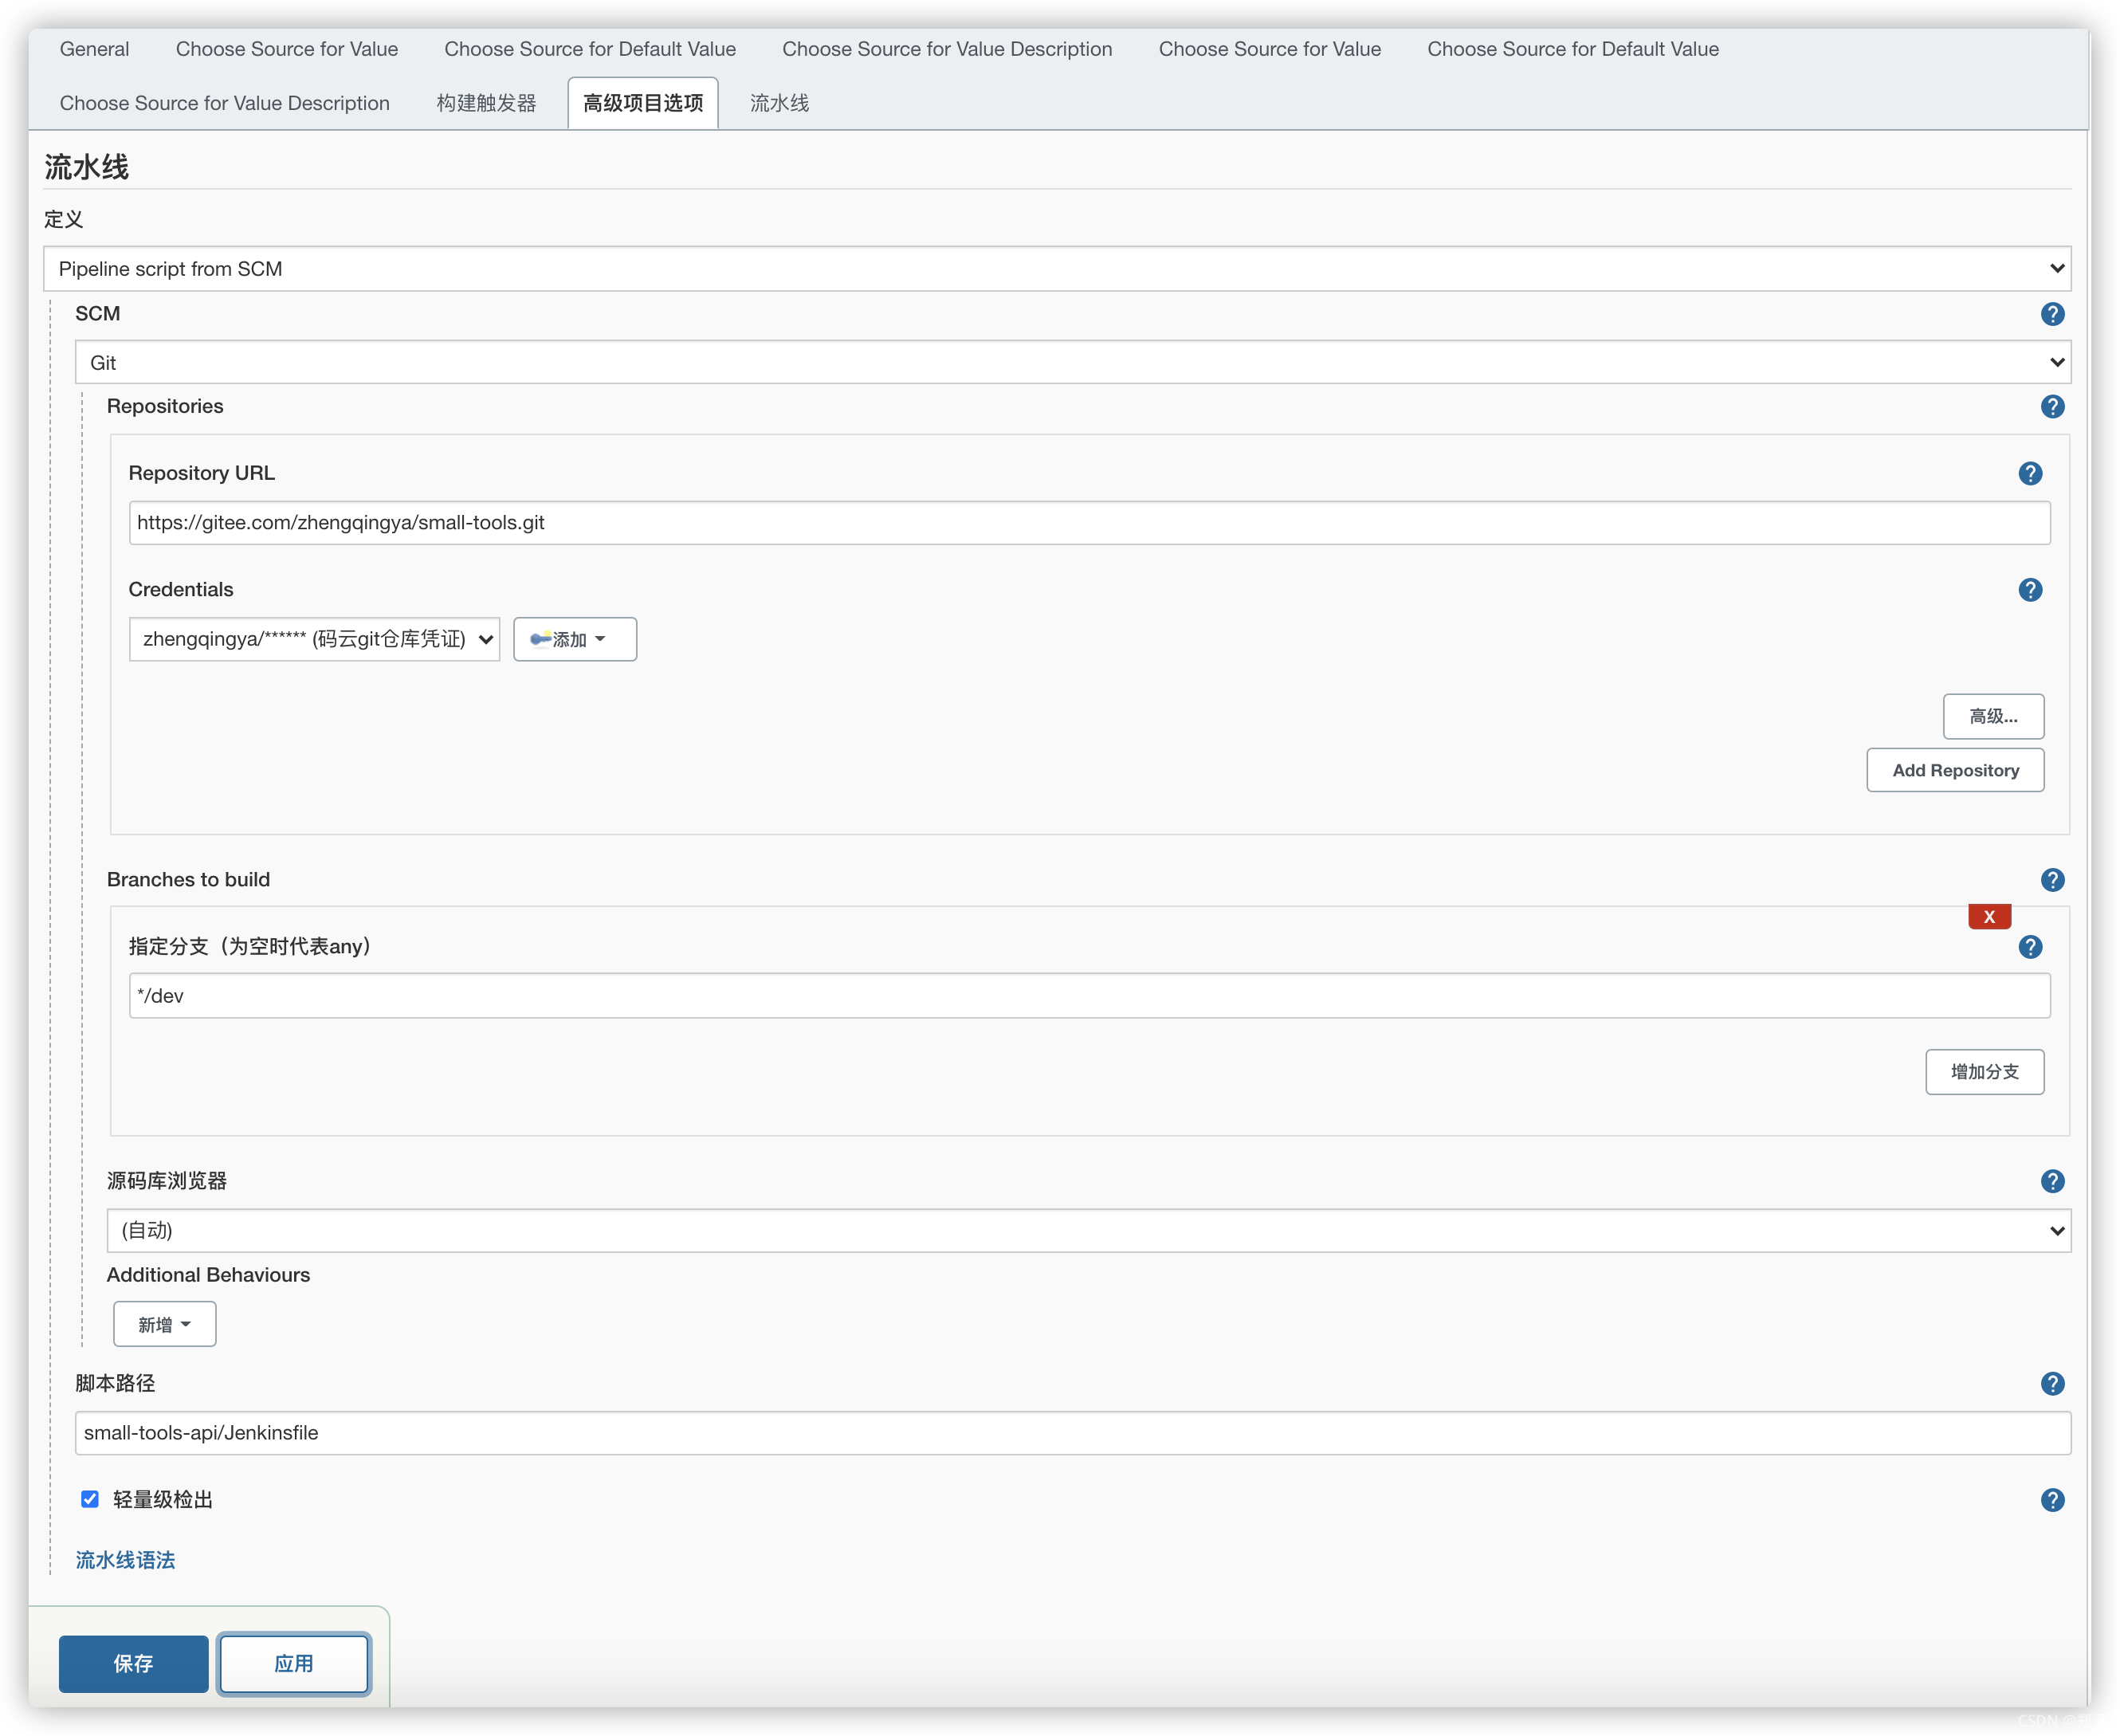 General Choose Source for Value Choose Source for Default Value Choose Source for Value Description Choose Source for Value Choose Source for Default Value
Choose Source for Value Description 构建触发器 高级项目选项 流水线
流水线
定义
Pipeline script from SCM
SCM
Git
Repositories
Repository URL
https://gitee.com/zhengqingya/small-tools.git
Credentials
zhengqingya/****** (码云git仓库凭证) 添加
高级...
Add Repository
Branches to build
X
指定分支（为空时代表any）
*/dev
增加分支
源码库浏览器
(自动)
Additional Behaviours
新增
脚本路径
small-tools-api/Jenkinsfile
轻量级检出
流水线语法
保存 应用
CSDN